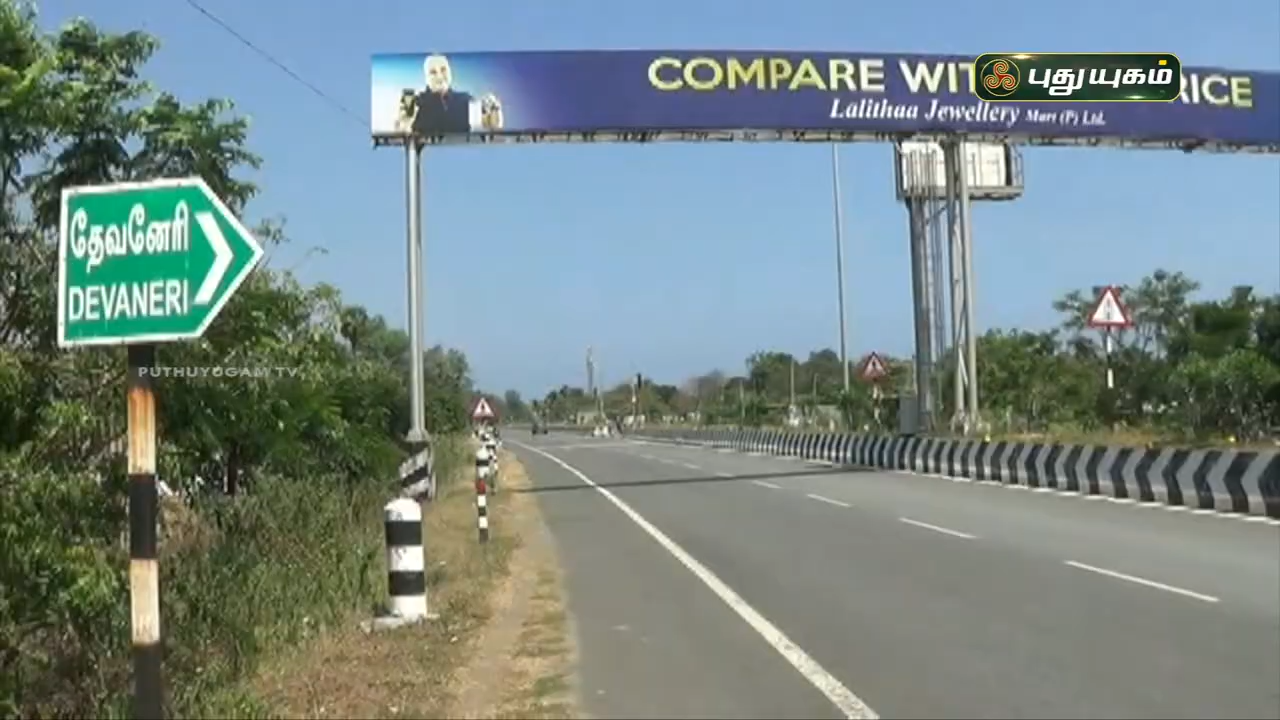 COMPARE WIT
RICE
புதுயுகம்
Lalithaa Jewellery Mart (P) Ltd.
தேவனேரி
DEVANERI
PUTHUYUGAM TV